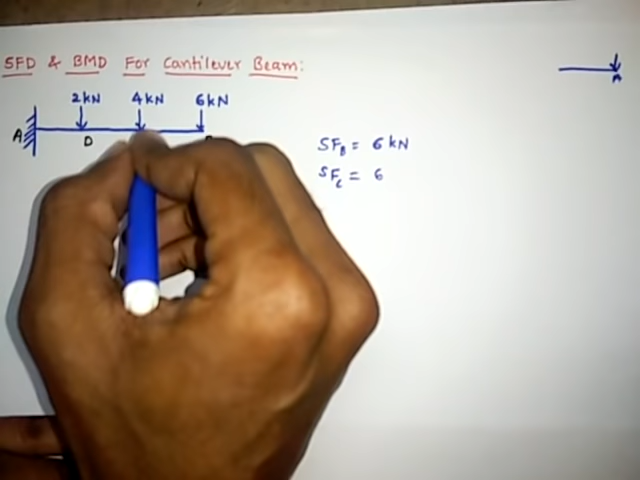 SFD & BMD For Cantilever Beam:
2kN 4kN 6kN
A
D
SF_B = 6 kN
SF_C = 6